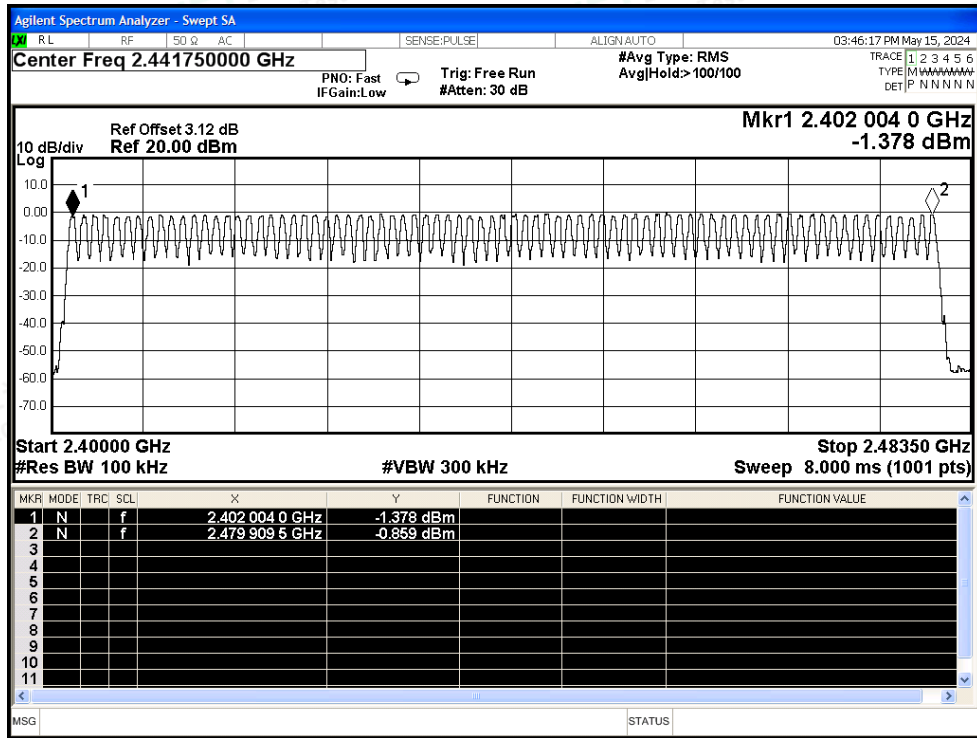 Agilent Spectrum Analyzer - Swept SA
LXI RL RF 50 Ω AC SENSE:PULSE ALIGN AUTO 03:46:17 PM May 15, 2024
Center Freq 2.441750000 GHz
PNO: Fast
IFGain:Low
Trig: Free Run
#Atten: 30 dB
#Avg Type: RMS
Avg|Hold:>100/100
TRACE 1 2 3 4 5 6
TYPE M WWWWW
DET P N N N N N
Mkr1 2.402 004 0 GHz
-1.378 dBm
Ref Offset 3.12 dB
10 dB/div Ref 20.00 dBm
Log
1
2
10.0
0.00
-10.0
-20.0
-30.0
-40.0
-50.0
-60.0
-70.0
Start 2.40000 GHz Stop 2.48350 GHz
#Res BW 100 kHz #VBW 300 kHz Sweep 8.000 ms (1001 pts)
MKR MODE TRC SCL X Y FUNCTION FUNCTION WIDTH FUNCTION VALUE
1 N f 2.402 004 0 GHz -1.378 dBm
2 N f 2.479 909 5 GHz -0.859 dBm
3
4
5
6
7
8
9
10
11
MSG STATUS